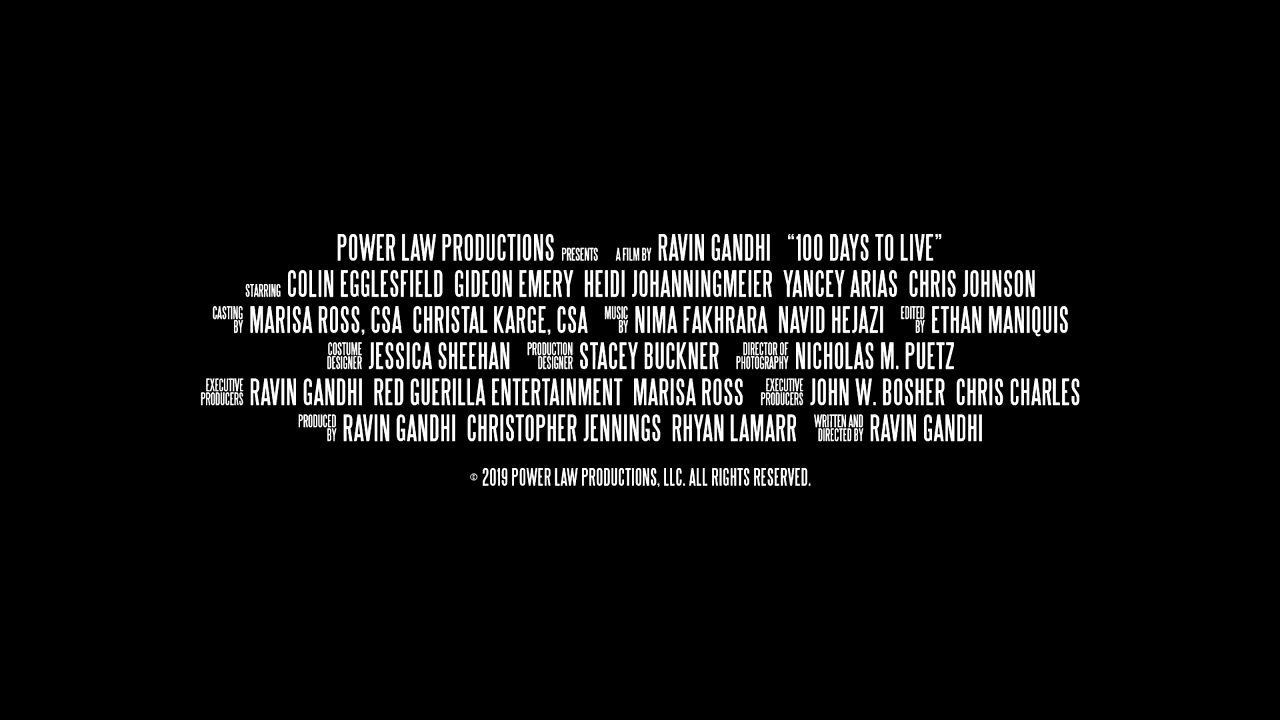 POWER LAW PRODUCTIONS PRESENTS A FILM BY RAVIN GANDHI “100 DAYS TO LIVE”
STARRING COLIN EGGLESFIELD GIDEON EMERY HEIDI JOHANNINGMEIER YANCEY ARIAS CHRIS JOHNSON
CASTING BY MARISA ROSS, CSA CHRISTAL KARGE, CSA MUSIC BY NIMA FAKHRARA NAVID HEJAZI EDITED BY ETHAN MANIQUIS
COSTUME DESIGNER JESSICA SHEEHAN PRODUCTION DESIGNER STACEY BUCKNER DIRECTOR OF PHOTOGRAPHY NICHOLAS M. PUETZ
EXECUTIVE PRODUCERS RAVIN GANDHI RED GUERILLA ENTERTAINMENT MARISA ROSS EXECUTIVE PRODUCERS JOHN W. BOSHER CHRIS CHARLES
PRODUCED BY RAVIN GANDHI CHRISTOPHER JENNINGS RHYAN LAMARR WRITTEN AND DIRECTED BY RAVIN GANDHI
© 2019 POWER LAW PRODUCTIONS, LLC. ALL RIGHTS RESERVED.